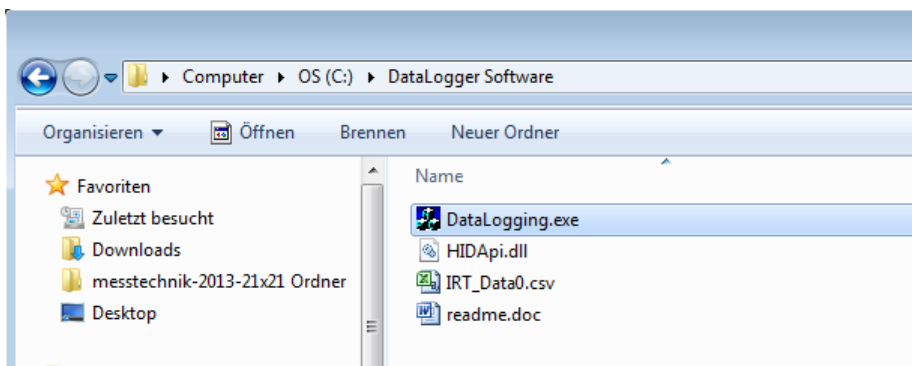 Computer OS (C:) DataLogger Software
Organisieren Öffnen Brennen Neuer Ordner
Favoriten
Zuletzt besucht
Downloads
messtechnik-2013-21x21 Ordner
Desktop
Name
DataLogging.exe
HIDApi.dll
IRT_Data0.csv
readme.doc